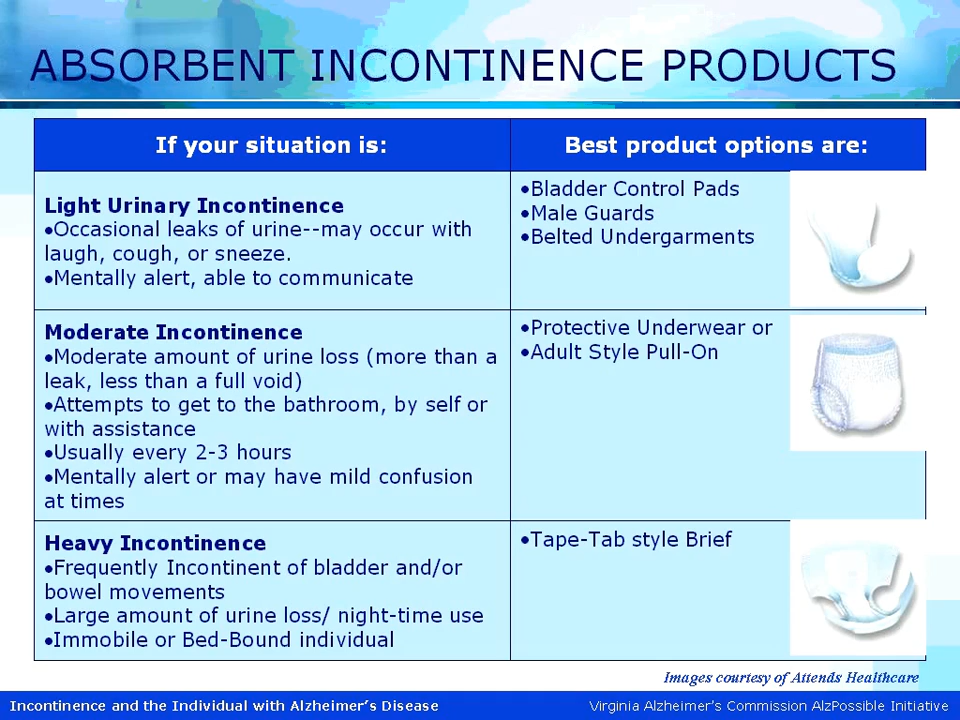 ABSORBENT INCONTINENCE PRODUCTS
If your situation is:
Best product options are:
Light Urinary Incontinence
•Occasional leaks of urine--may occur with
laugh, cough, or sneeze.
•Mentally alert, able to communicate
•Bladder Control Pads
•Male Guards
•Belted Undergarments
Moderate Incontinence
•Moderate amount of urine loss (more than a
leak, less than a full void)
•Attempts to get to the bathroom, by self or
with assistance
•Usually every 2-3 hours
•Mentally alert or may have mild confusion
at times
•Protective Underwear or
•Adult Style Pull-On
Heavy Incontinence
•Frequently Incontinent of bladder and/or
bowel movements
•Large amount of urine loss/ night-time use
•Immobile or Bed-Bound individual
•Tape-Tab style Brief
Images courtesy of Attends Healthcare
Incontinence and the Individual with Alzheimer's Disease
Virginia Alzheimer's Commission AlzPossible Initiative